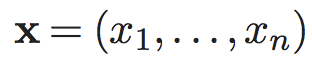 𝐱 = (x₁, . . . , xₙ)